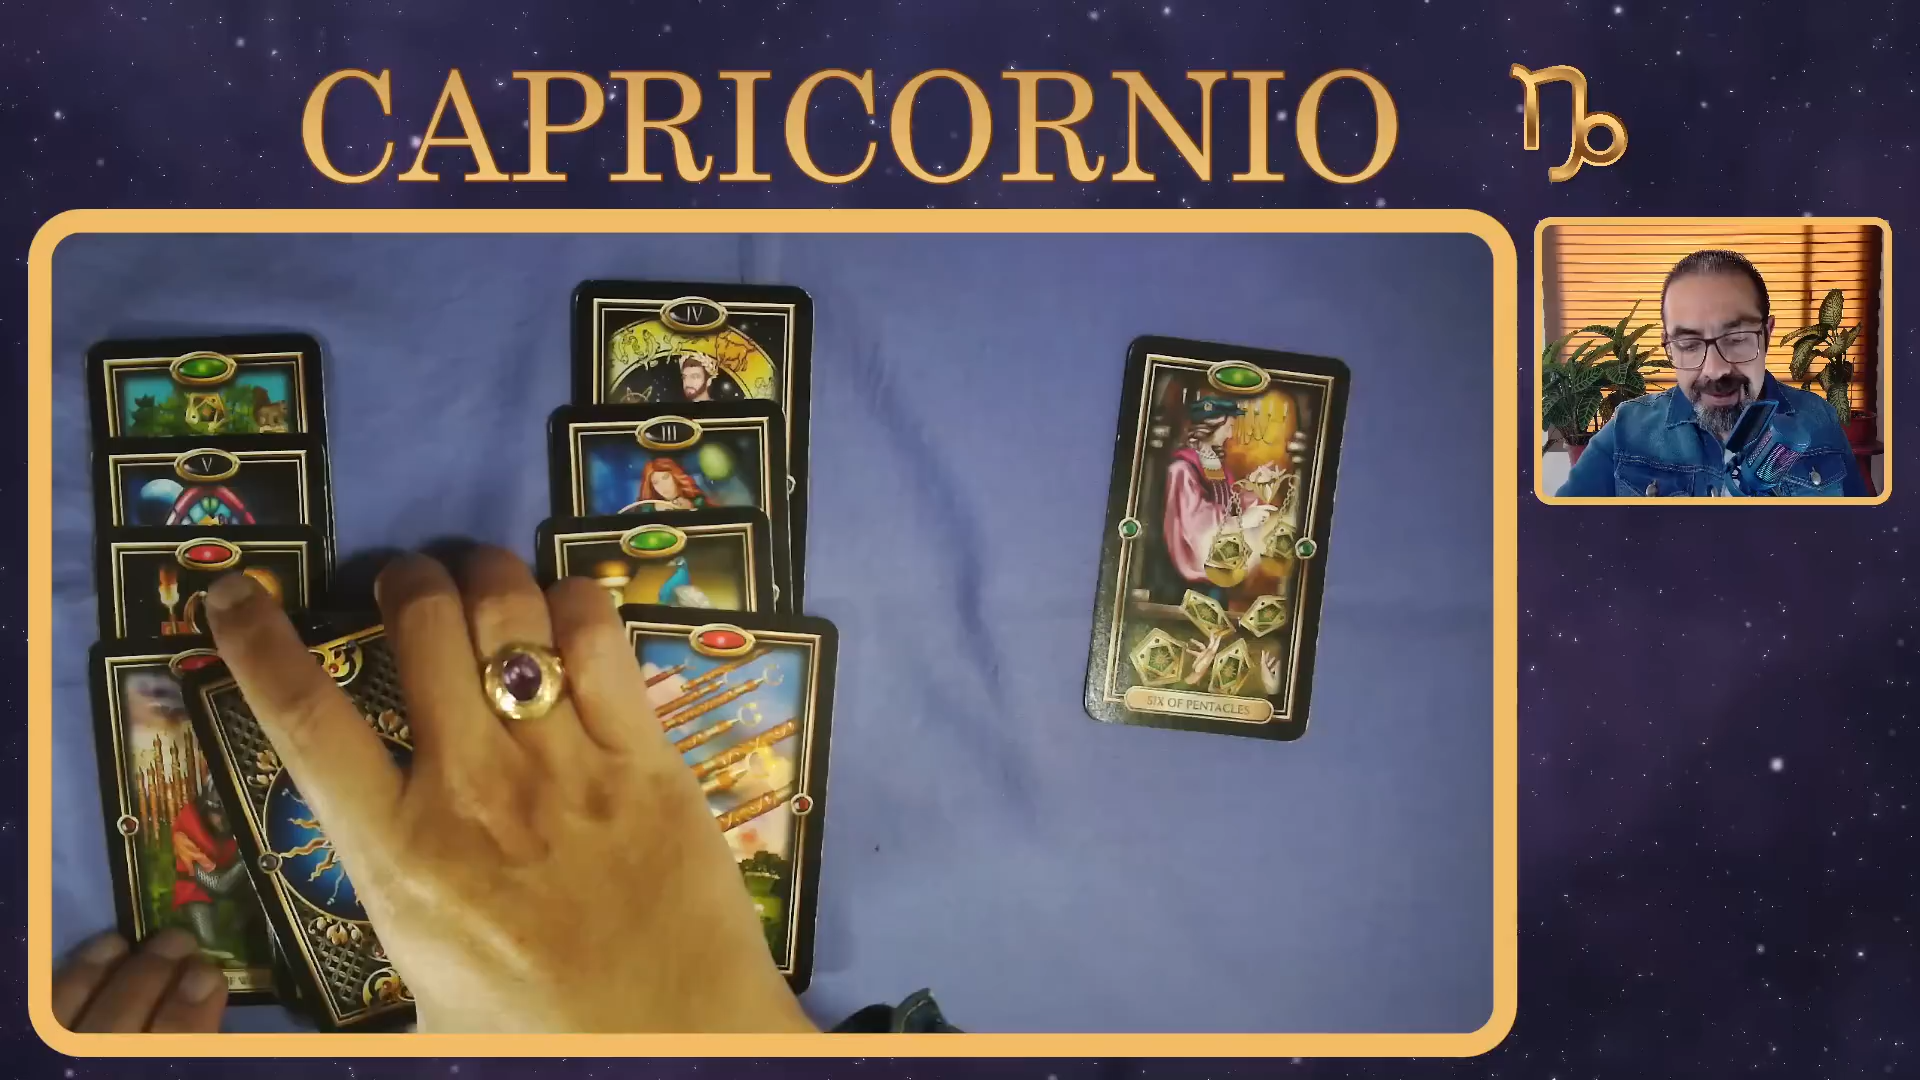 CAPRICORNIO
IV
III
V
SIX OF PENTACLES